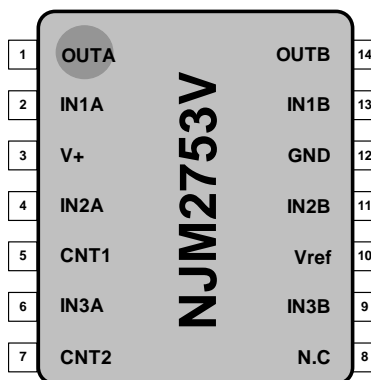 1 OUTA OUTB 14
2 IN1A IN1B 13
3 V+ GND 12
4 IN2A IN2B 11
5 CNT1 Vref 10
6 IN3A IN3B 9
7 CNT2 N.C 8
NJM2753V